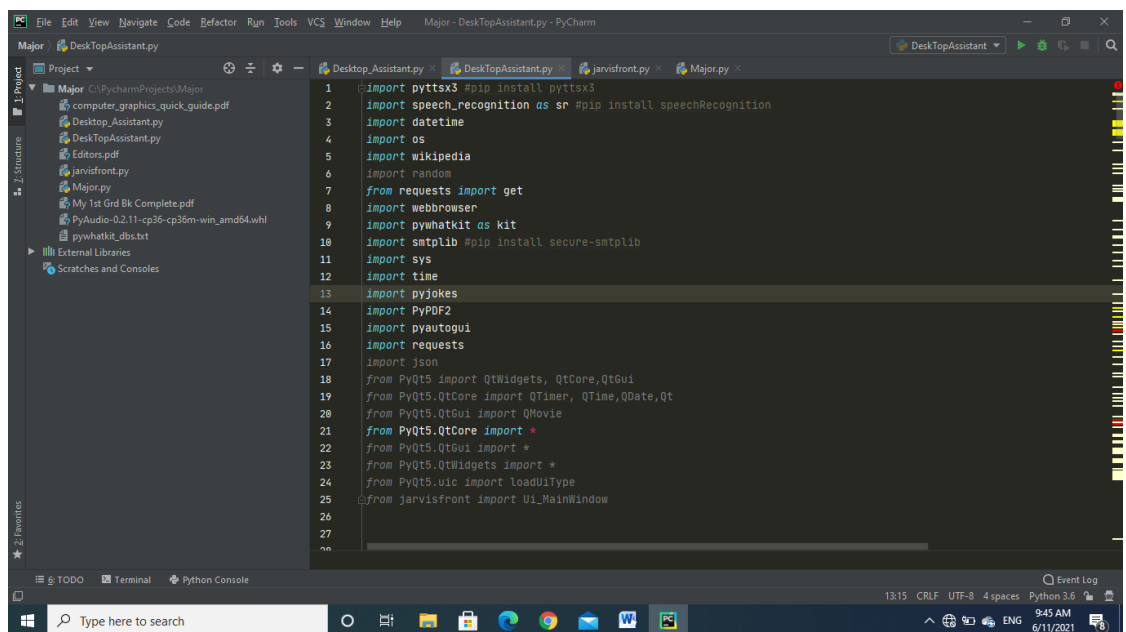 File Edit View Navigate Code Refactor Run Tools VCS Window Help Major - DeskTopAssistant.py - PyCharm
Major DeskTopAssistant.py DeskTopAssistant
1: Project
Project
Desktop_Assistant.py DeskTopAssistant.py jarvisfront.py Major.py
Major C:\PycharmProjects\Major
computer_graphics_quick_guide.pdf
Desktop_Assistant.py
DeskTopAssistant.py
Editors.pdf
jarvisfront.py
Major.py
My 1st Grd Bk Complete.pdf
PyAudio-0.2.11-cp36-cp36m-win_amd64.whl
pywhatkit_dbs.txt
External Libraries
Scratches and Consoles
7: Structure
2: Favorites
1 import pyttsx3 #pip install pyttsx3
2 import speech_recognition as sr #pip install speechRecognition
3 import datetime
4 import os
5 import wikipedia
6 import random
7 from requests import get
8 import webbrowser
9 import pywhatkit as kit
10 import smtplib #pip install secure-smtplib
11 import sys
12 import time
13 import pyjokes
14 import PyPDF2
15 import pyautogui
16 import requests
17 import json
18 from PyQt5 import QtWidgets, QtCore,QtGui
19 from PyQt5.QtCore import QTimer, QTime,QDate,Qt
20 from PyQt5.QtGui import QMovie
21 from PyQt5.QtCore import *
22 from PyQt5.QtGui import *
23 from PyQt5.QtWidgets import *
24 from PyQt5.uic import loadUiType
25 from jarvisfront import Ui_MainWindow
26
27
28
6: TODO Terminal Python Console Event Log
13:15 CRLF UTF-8 4 spaces Python 3.6
Type here to search
ENG
9:45 AM
6/11/2021